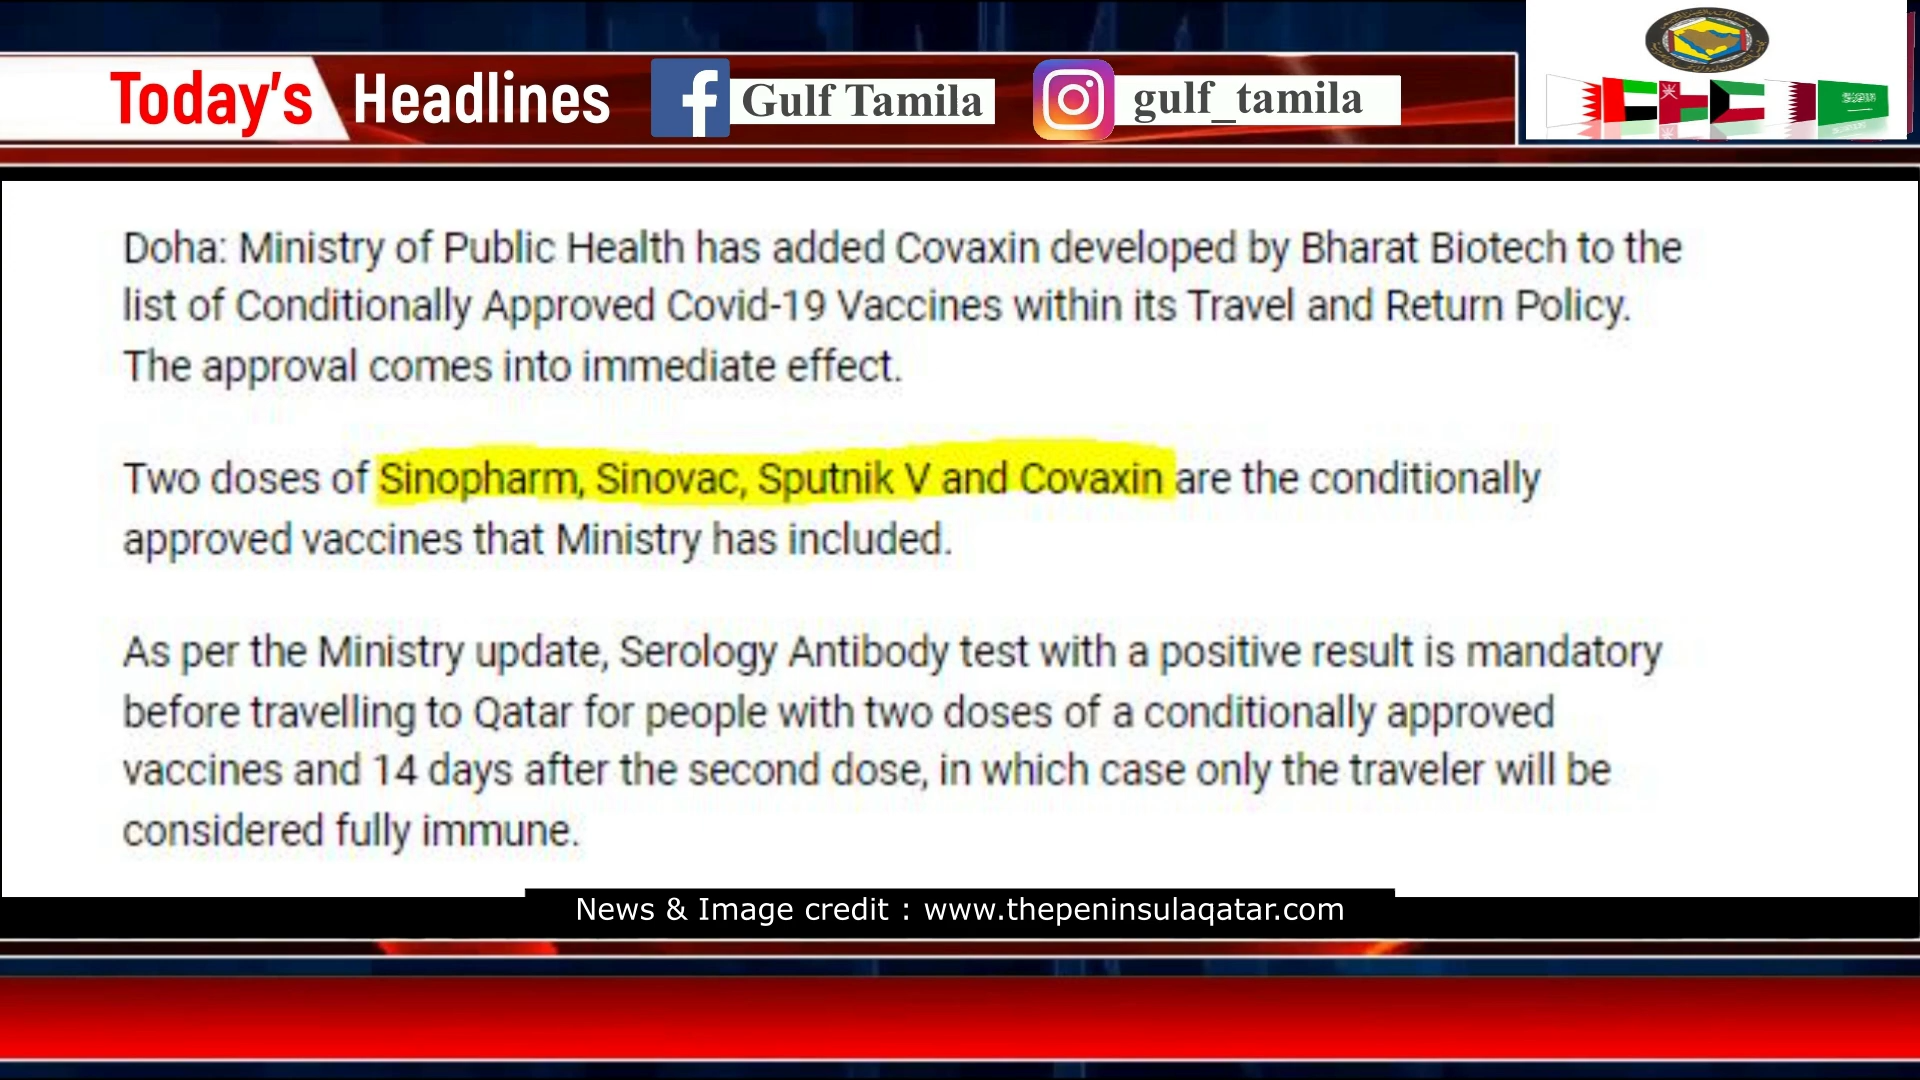 Today's Headlines Gulf Tamila gulf_tamila
Doha: Ministry of Public Health has added Covaxin developed by Bharat Biotech to the
list of Conditionally Approved Covid-19 Vaccines within its Travel and Return Policy.
The approval comes into immediate effect.
Two doses of Sinopharm, Sinovac, Sputnik V and Covaxin are the conditionally
approved vaccines that Ministry has included.
As per the Ministry update, Serology Antibody test with a positive result is mandatory
before travelling to Qatar for people with two doses of a conditionally approved
vaccines and 14 days after the second dose, in which case only the traveler will be
considered fully immune.
News & Image credit : www.thepeninsulaqatar.com